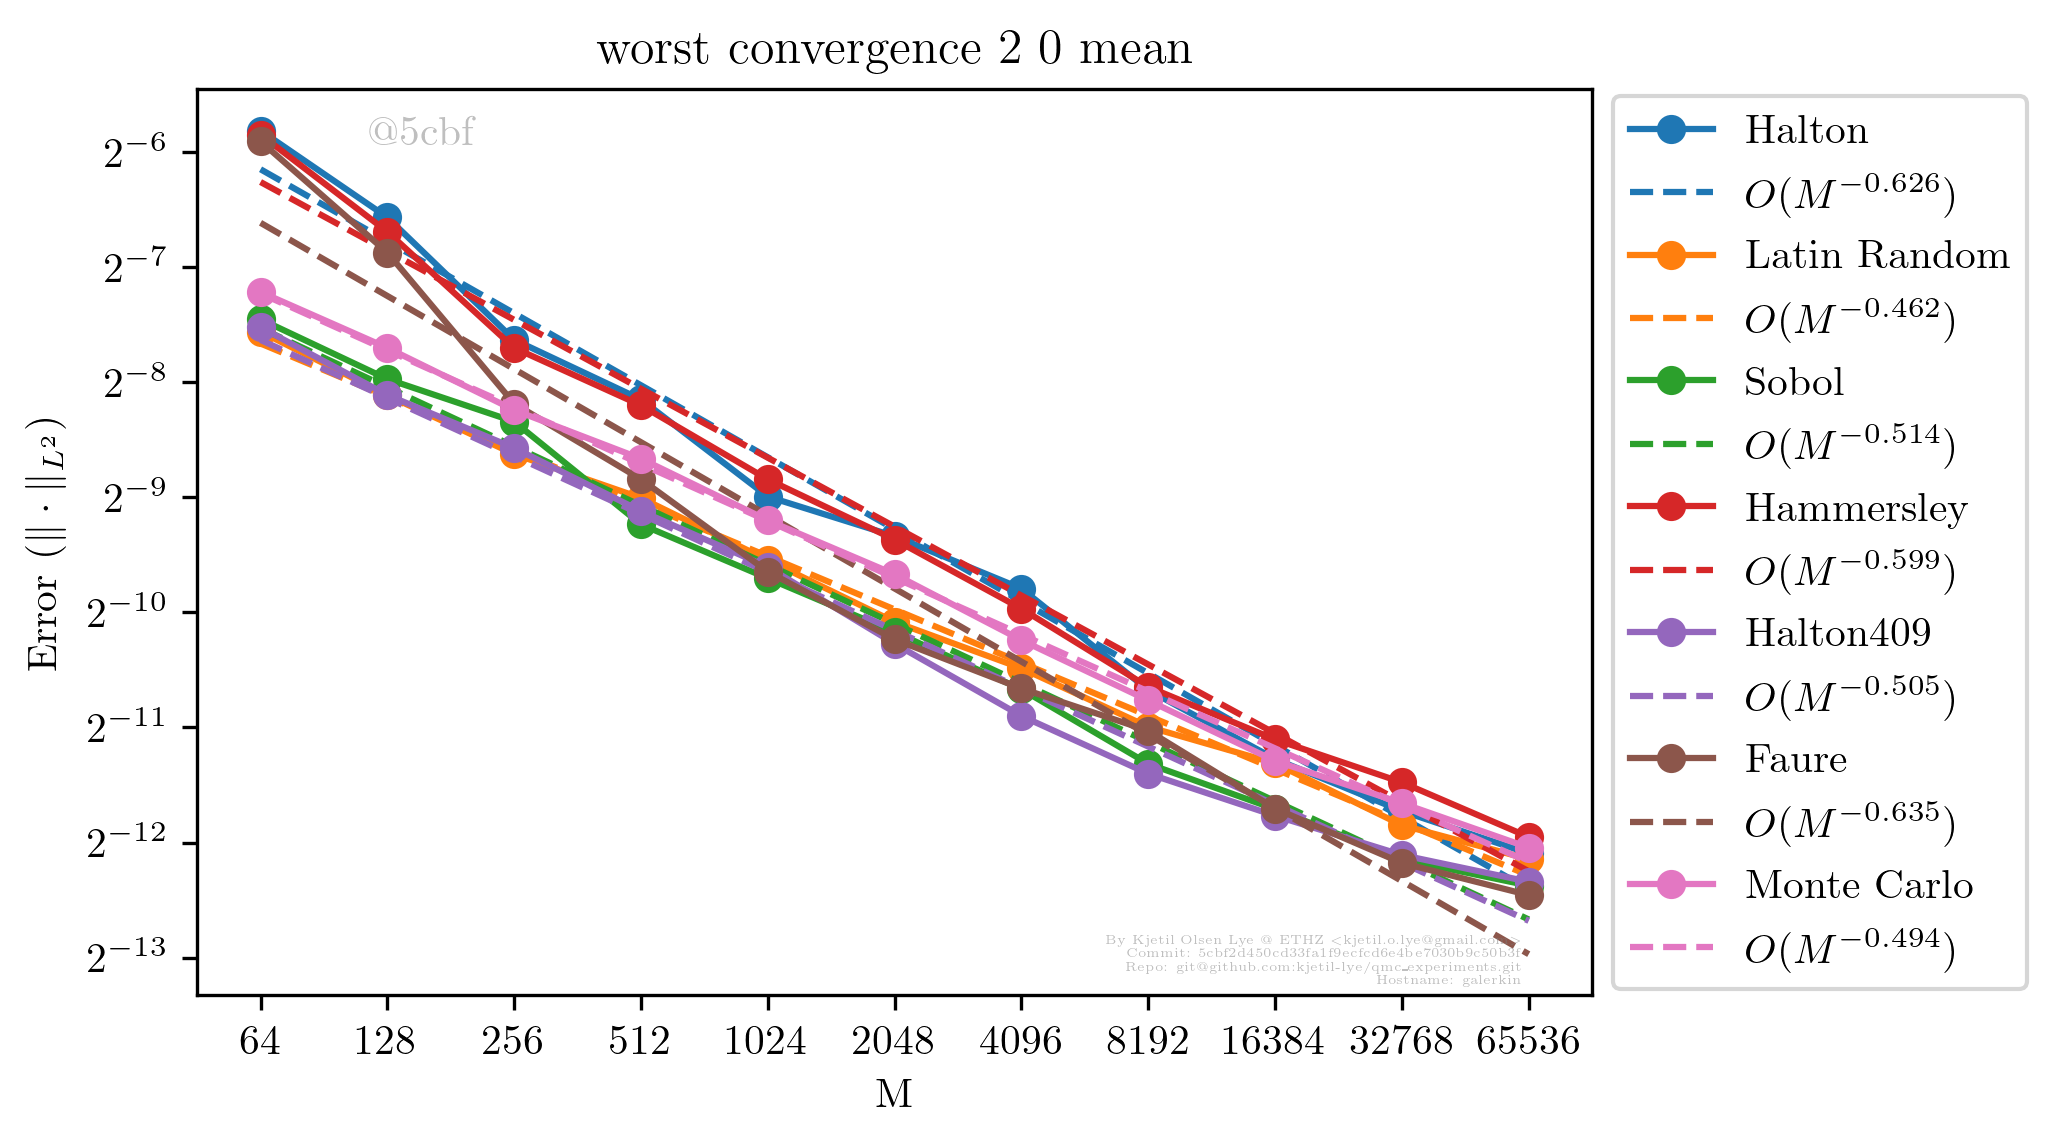 worst convergence 2 0 mean
@5cbf
2^{-6}
2^{-7}
2^{-8}
2^{-9}
2^{-10}
2^{-11}
2^{-12}
2^{-13}
Error (|| · ||_{L^2})
64 128 256 512 1024 2048 4096 8192 16384 32768 65536
M
Halton
O(M^{-0.626})
Latin Random
O(M^{-0.462})
Sobol
O(M^{-0.514})
Hammersley
O(M^{-0.599})
Halton409
O(M^{-0.505})
Faure
O(M^{-0.635})
Monte Carlo
O(M^{-0.494})
By Kjetil Olsen Lye @ ETHZ <kjetil.o.lye@gmail.com>
Commit: 5cbf2d450cd33fa1f9ecfcd6e4be7030b9c50b3f
Repo: git@github.com:kjetil-lye/qmc_experiments.git
Hostname: galerkin